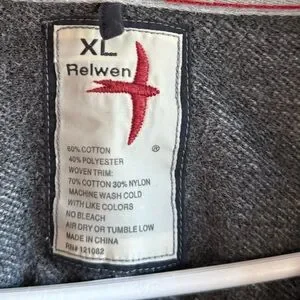 XL
Relwen
®
60% COTTON
40% POLYESTER
WOVEN TRIM:
70% COTTON 30% NYLON
MACHINE WASH COLD
WITH LIKE COLORS
NO BLEACH
AIR DRY OR TUMBLE LOW
MADE IN CHINA
RN# 121082